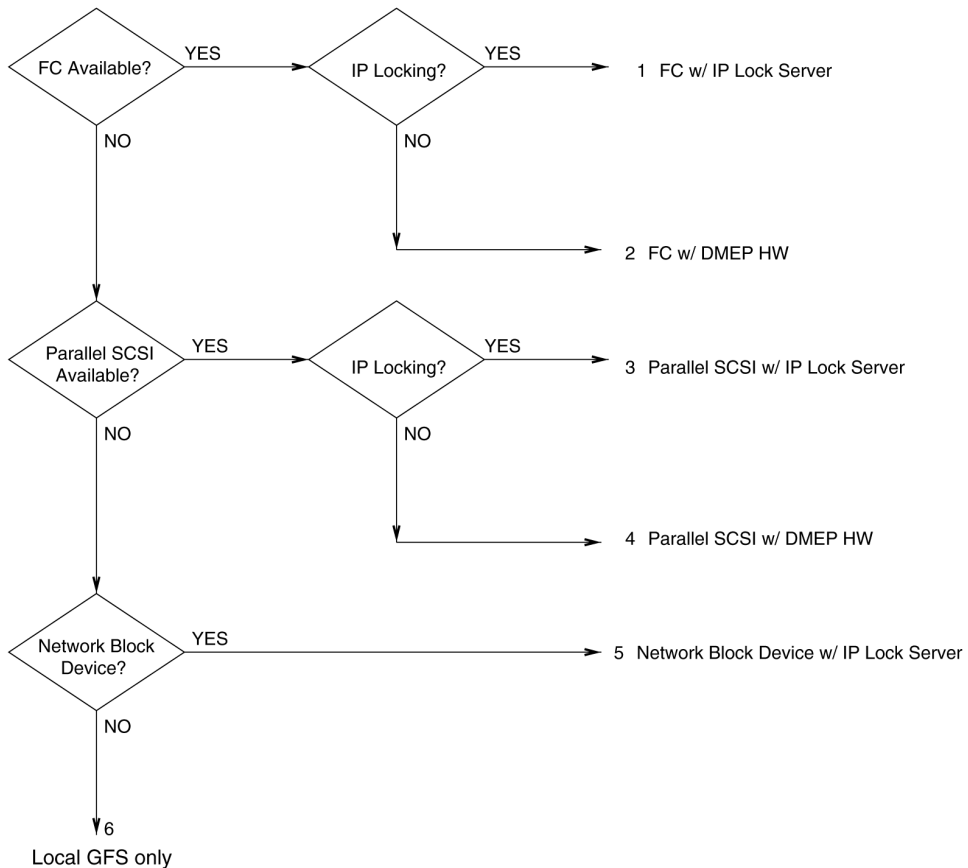 FC Available?
YES
IP Locking?
YES
1 FC w/ IP Lock Server
NO
NO
2 FC w/ DMEP HW
Parallel SCSI
Available?
YES
IP Locking?
YES
3 Parallel SCSI w/ IP Lock Server
NO
NO
4 Parallel SCSI w/ DMEP HW
Network Block
Device?
YES
5 Network Block Device w/ IP Lock Server
NO
6
Local GFS only